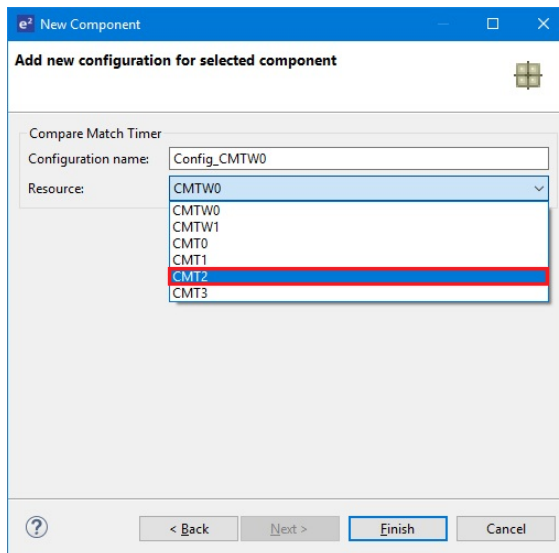 e² New Component
Add new configuration for selected component
Compare Match Timer
Configuration name: Config_CMTW0
Resource: CMTW0
CMTW0
CMTW1
CMT0
CMT1
CMT2
CMT3
? < Back Next > Finish Cancel